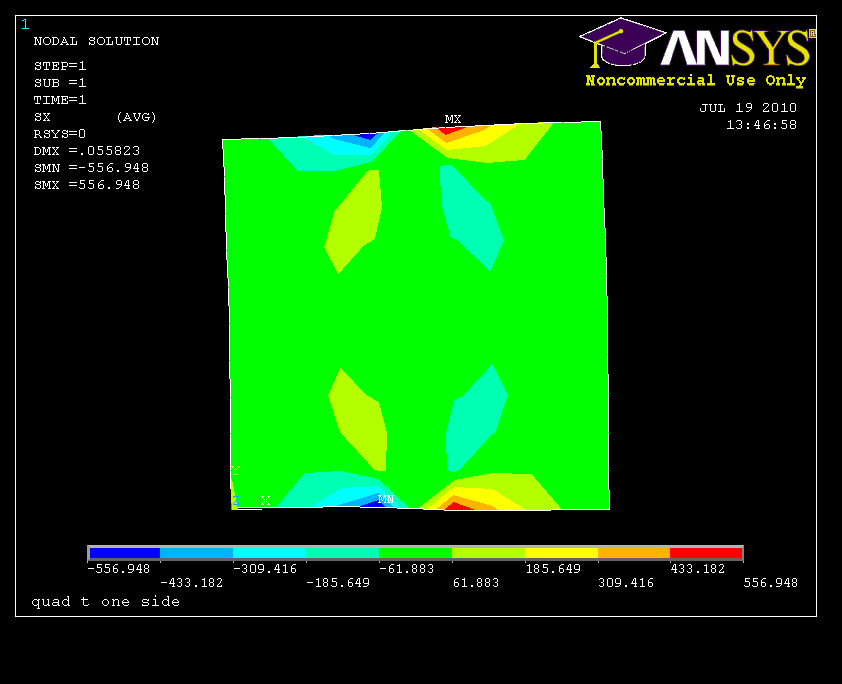 1
NODAL SOLUTION
STEP=1
SUB =1
TIME=1
SX (AVG)
RSYS=0
DMX =.055823
SMN =-556.948
SMX =556.948
ANSYS®
Noncommercial Use Only
JUL 19 2010
13:46:58
MX
Y
Z X MN
-556.948 -309.416 -61.883 185.649 433.182
-433.182 -185.649 61.883 309.416 556.948
quad t one side